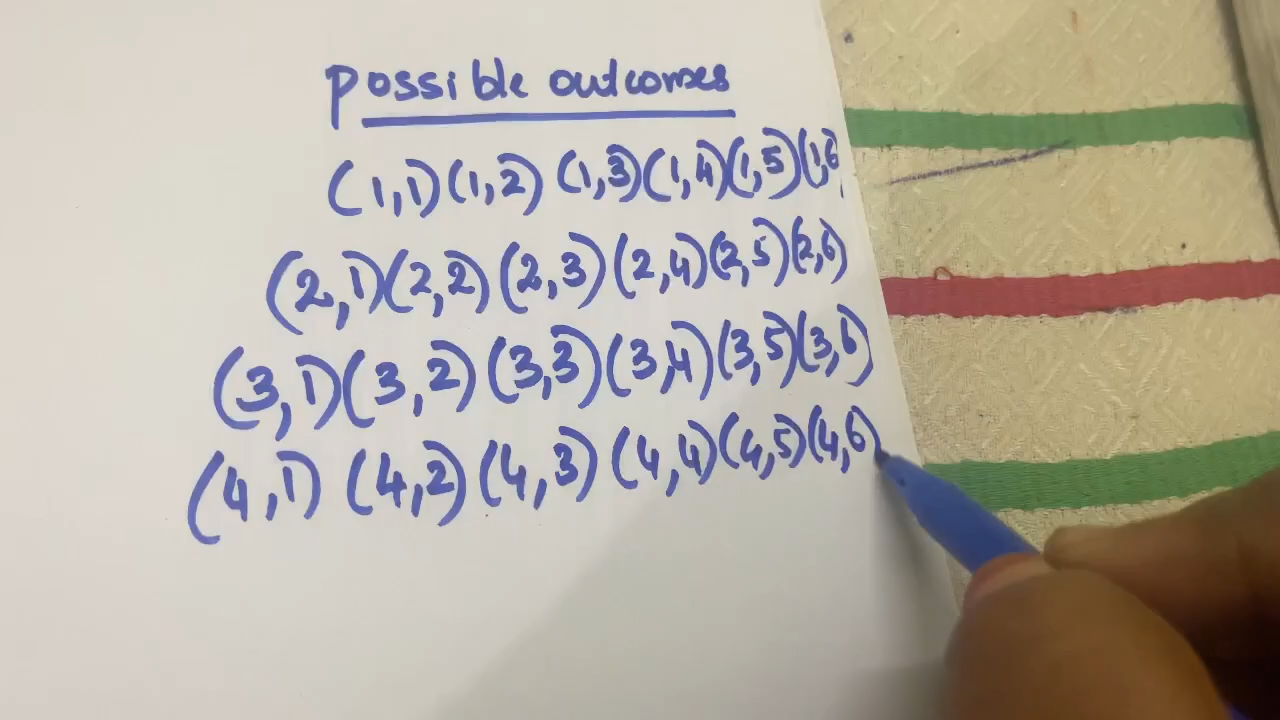 possible outcomes
(1,1) (1,2) (1,3) (1,4) (1,5) (1,6)
(2,1) (2,2) (2,3) (2,4) (2,5) (2,6)
(3,1) (3,2) (3,3) (3,4) (3,5) (3,6)
(4,1) (4,2) (4,3) (4,4) (4,5) (4,6)